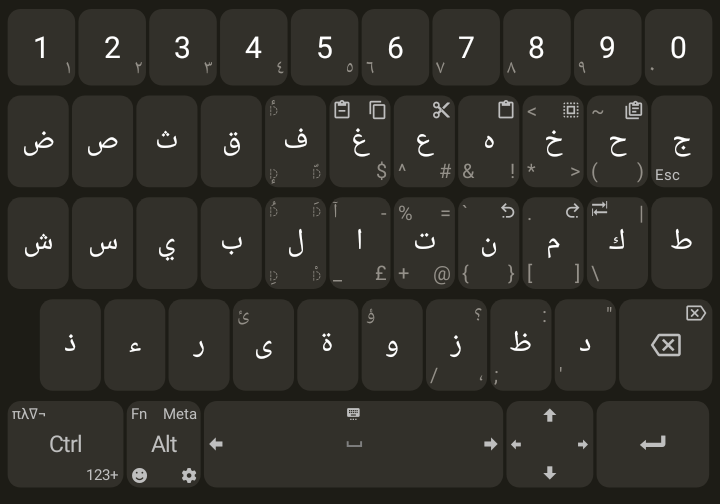 1 ١ 2 ٢ 3 ٣ 4 ٤ 5 ٥ 6 ٦ 7 ٧ 8 ٨ 9 ٩ 0 ٠
ض ص ث ق ف غ $ ع ^ # ه & ! خ < * > ح ~ ( ) ج Esc
ش س ي ب ل ا آ - _ £ ت % = + @ ن ` { } م . [ ] ك \ | ط
ذ ء ر ى ئ ة و ؤ ز ؟ / ، ظ : ; د " '
πλ∇¬ Ctrl 123+ Fn Meta Alt